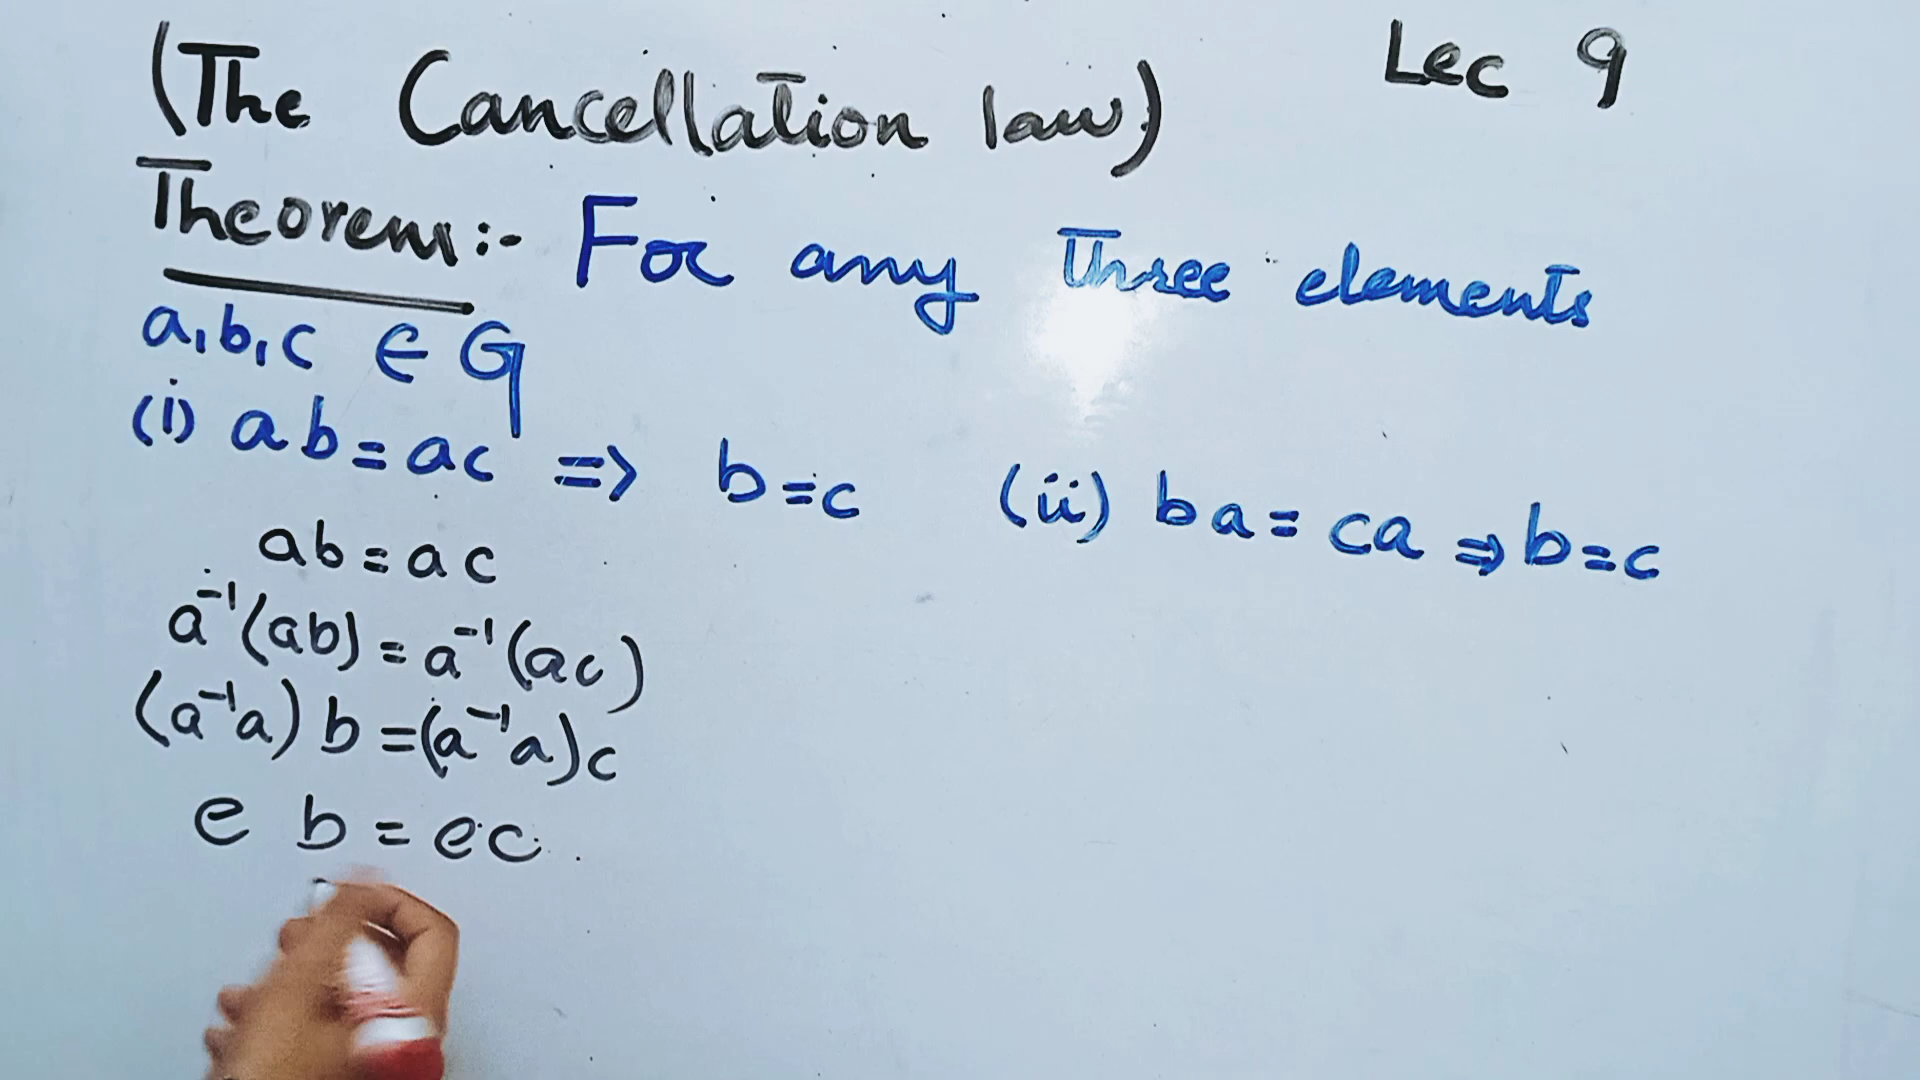 (The Cancellation law) Lec 9
Theorem:- For any three elements
a,b,c ∈ G
(i) ab=ac => b=c (ii) ba=ca ⇒ b=c
ab=ac
a⁻¹(ab)=a⁻¹(ac)
(a⁻¹a)b=(a⁻¹a)c
e b = ec